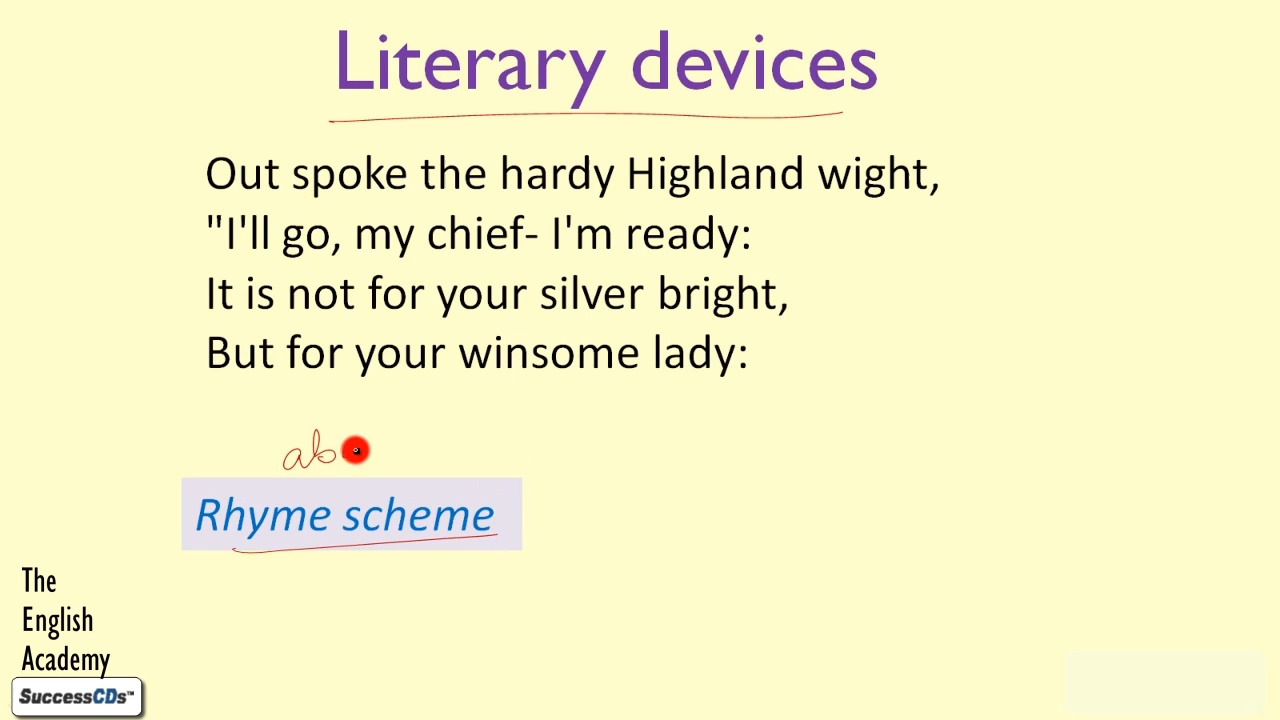 Literary devices
Out spoke the hardy Highland wight,
"I'll go, my chief- I'm ready:
It is not for your silver bright,
But for your winsome lady:
ab
Rhyme scheme
The
English
Academy
SuccessCDs™